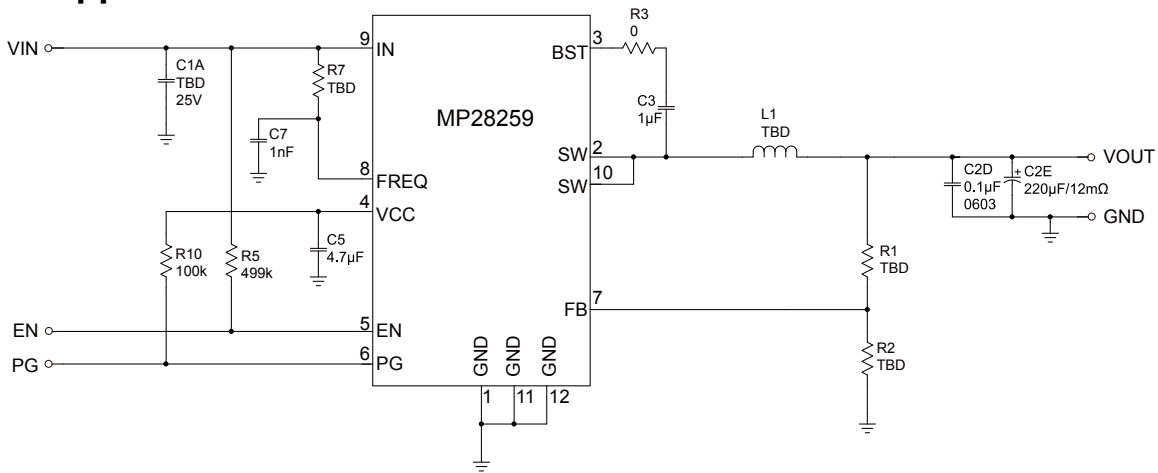 VIN
C1A
TBD
25V
R7
TBD
C7
1nF
9
IN
8
FREQ
4
VCC
C5
4.7µF
R10
100k
R5
499k
EN
5
EN
PG
6
PG
MP28259
BST
3
R3
0
C3
1µF
SW
2
SW
10
L1
TBD
VOUT
C2D
0.1µF
0603
+
C2E
220µF/12mΩ
GND
R1
TBD
FB
7
R2
TBD
GND
GND
GND
1
11
12